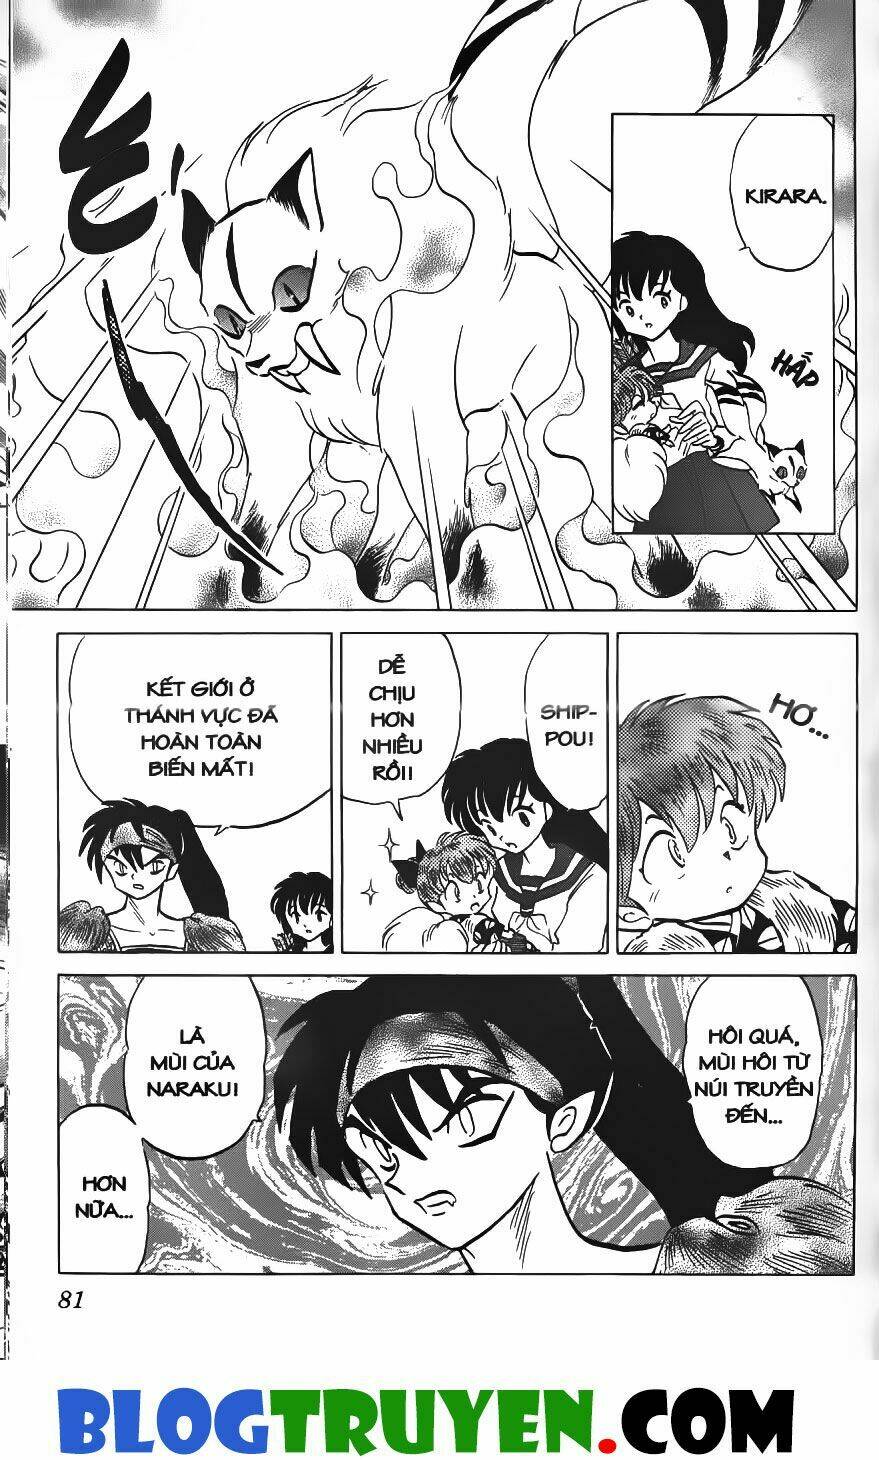 KIRARA.
HẤP
HƠ...
SHIP-
POU!
DỄ
CHỊU
HƠN
NHIỀU
RỒI!
KẾT GIỚI Ở
THÁNH VỰC ĐÃ
HOÀN TOÀN
BIẾN MẤT!
HÔI QUÁ,
MÙI HÔI TỪ
NÚI TRUYỀN
ĐẾN...
LÀ
MÙI CỦA
NARAKU!
HƠN
NỮA...
81
BLOGTRUYEN.COM